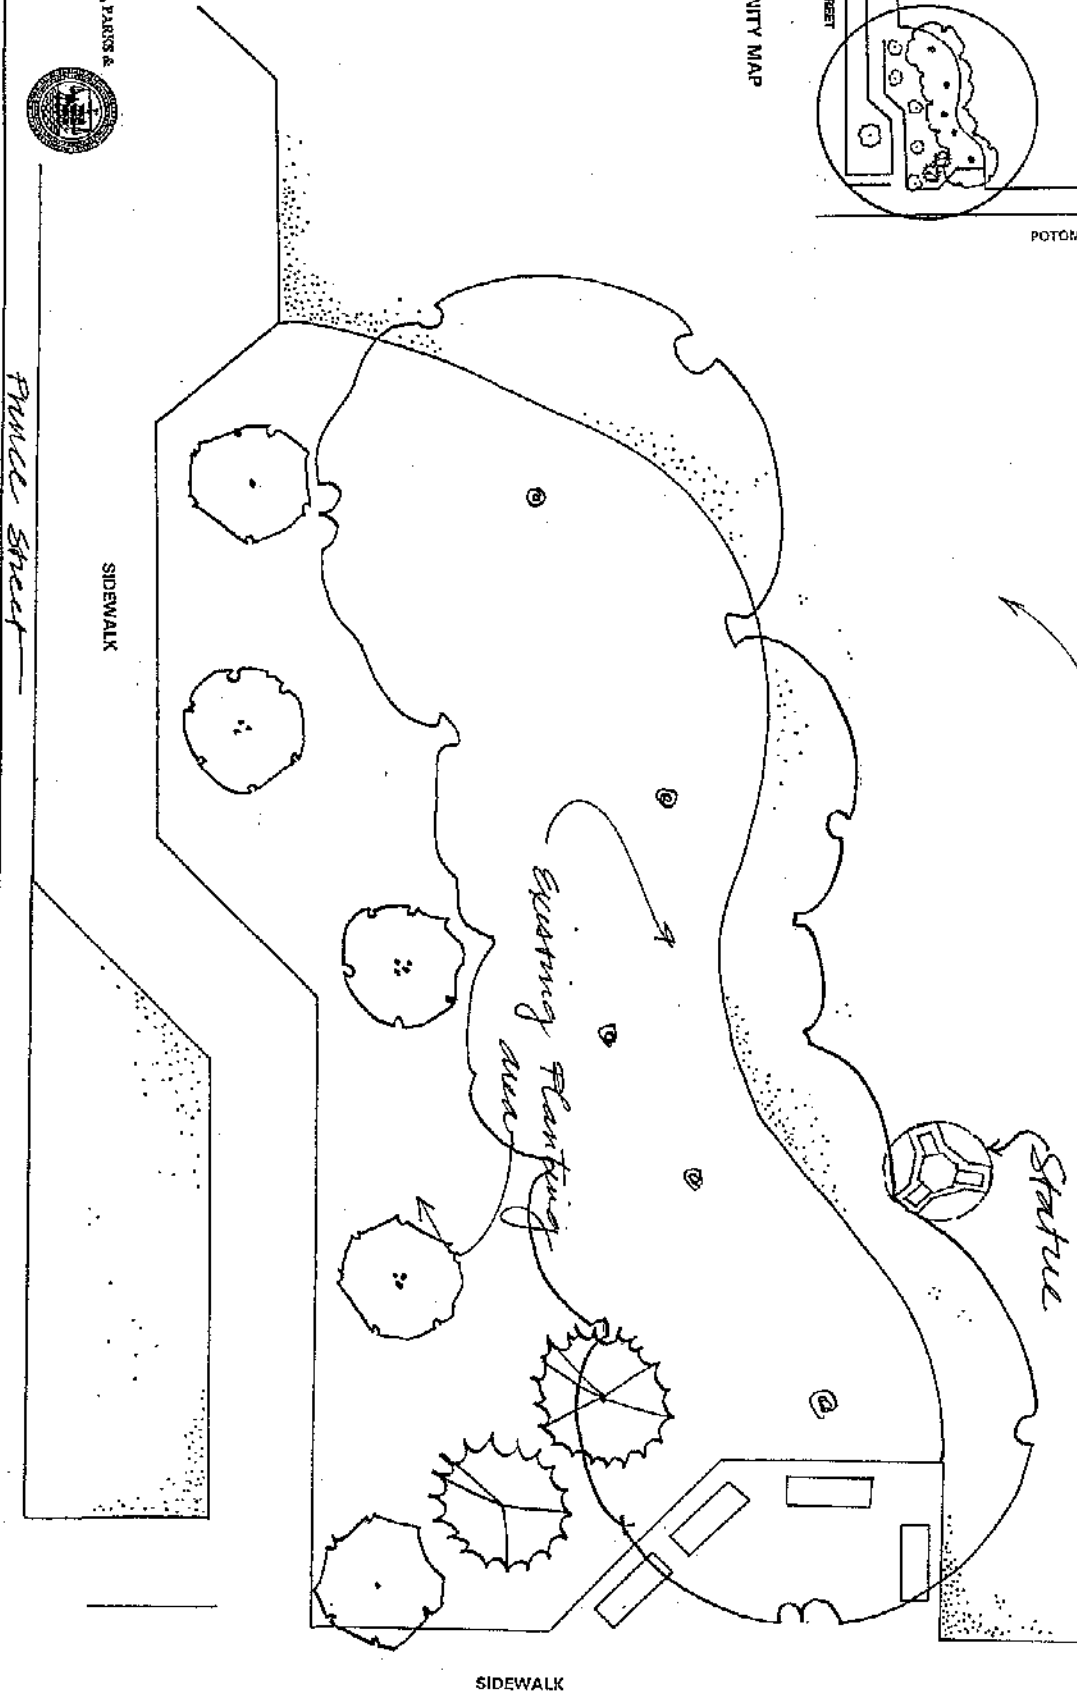 REET
NITY MAP
PARKS &
POTOM
Prince Street
SIDEWALK
Existing Planting
area
Statue
SIDEWALK